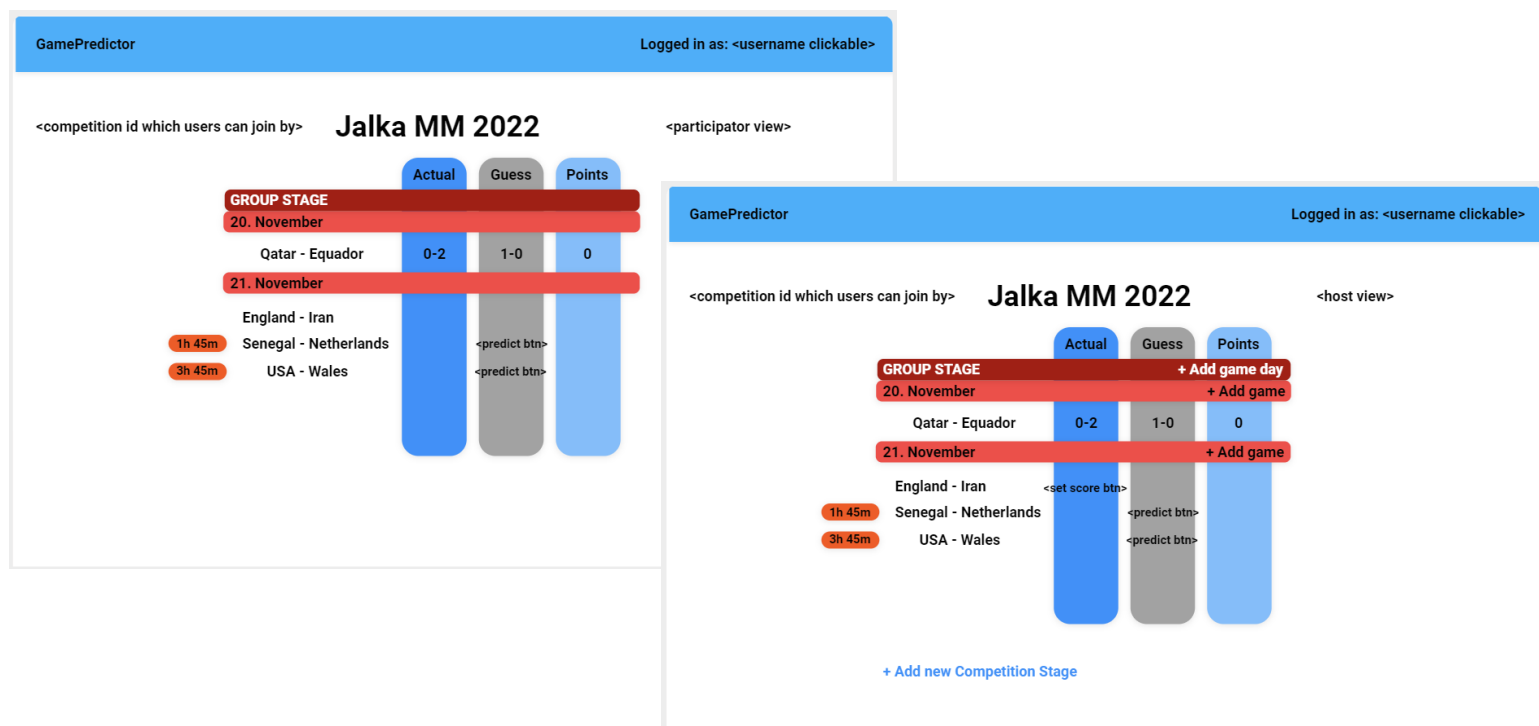 GamePredictor Logged in as: <username clickable>
<competition id which users can join by> Jalka MM 2022 <participator view>
Actual Guess Points
GROUP STAGE
20. November
Qatar - Equador 0-2 1-0 0
21. November
England - Iran
1h 45m Senegal - Netherlands <predict btn>
3h 45m USA - Wales <predict btn>
GamePredictor Logged in as: <username clickable>
<competition id which users can join by> Jalka MM 2022 <host view>
Actual Guess Points
GROUP STAGE + Add game day
20. November + Add game
Qatar - Equador 0-2 1-0 0
21. November + Add game
England - Iran <set score btn>
1h 45m Senegal - Netherlands <predict btn>
3h 45m USA - Wales <predict btn>
+ Add new Competition Stage